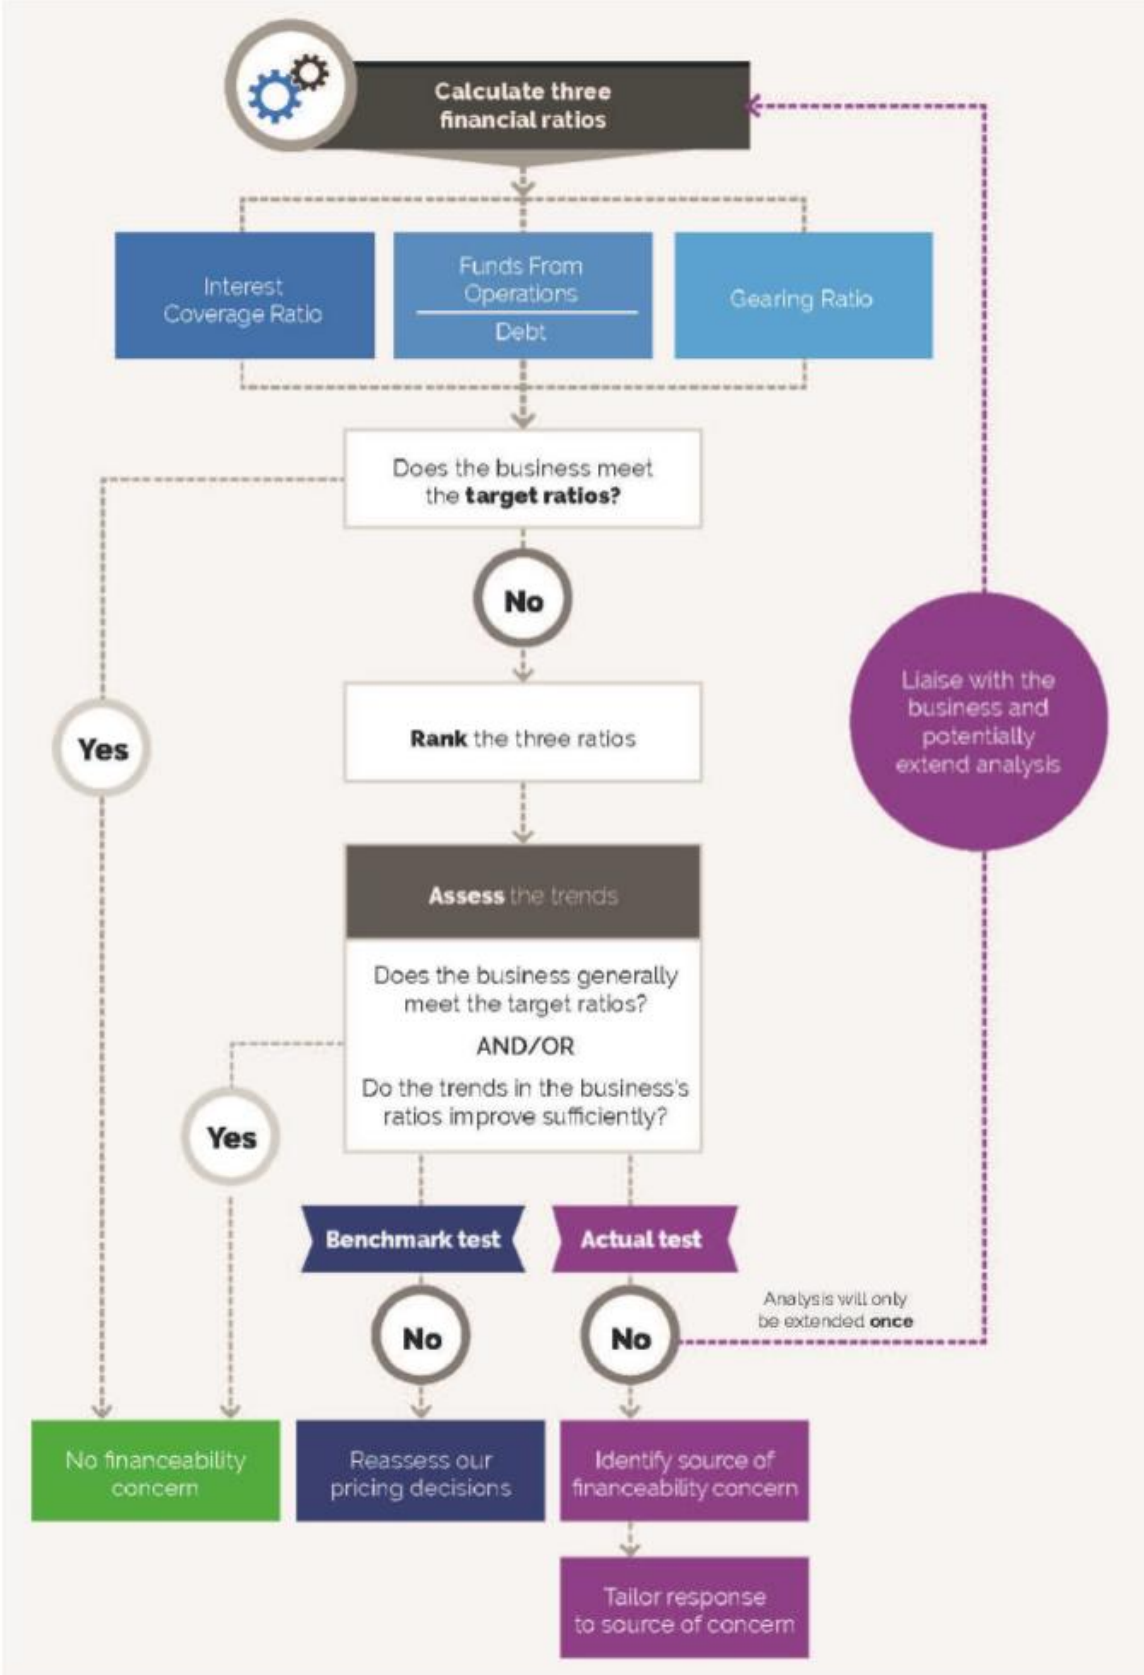 Calculate three
financial ratios
Interest
Coverage Ratio
Funds From
Operations
Debt
Gearing Ratio
Does the business meet
the target ratios?
No
Yes
Rank the three ratios
Liaise with the
business and
potentially
extend analysis
Assess the trends
Does the business generally
meet the target ratios?
AND/OR
Do the trends in the business's
ratios improve sufficiently?
Yes
Benchmark test
Actual test
No
No
Analysis will only
be extended once
No financeability
concern
Reassess our
pricing decisions
Identify source of
financeability concern
Tailor response
to source of concern